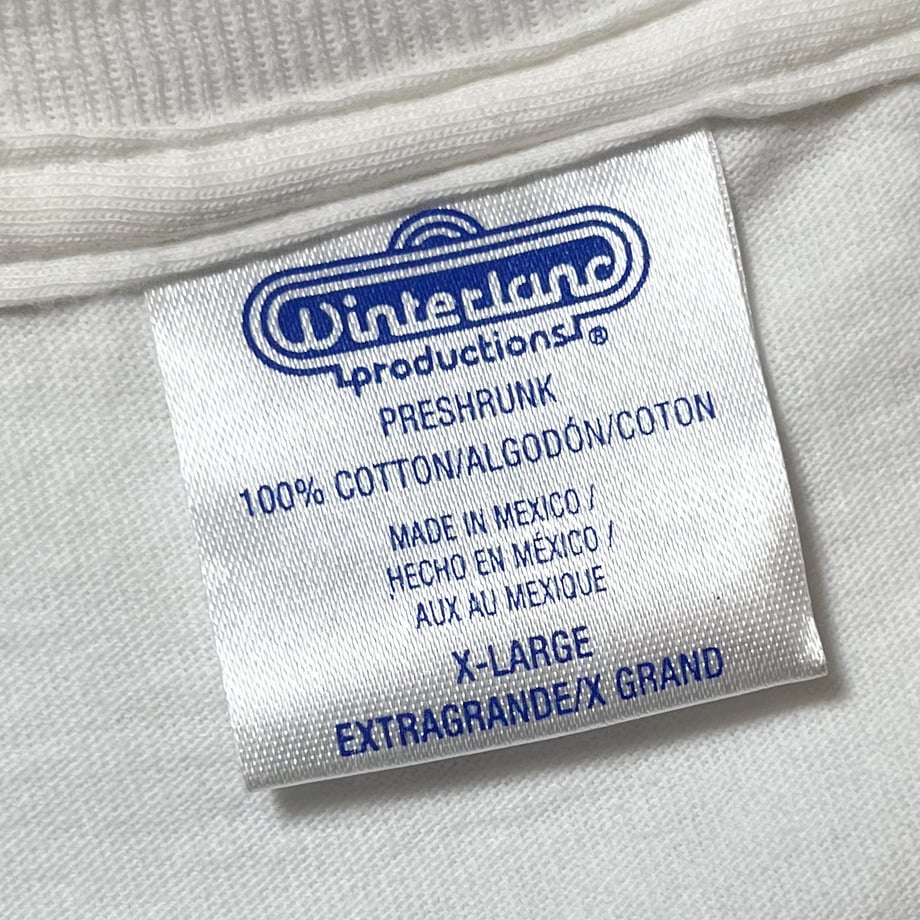 Winterland
productions®
PRESHRUNK
100% COTTON/ALGODÓN/COTON
MADE IN MEXICO /
HECHO EN MÉXICO /
AUX AU MEXIQUE
X-LARGE
EXTRAGRANDE/X GRAND